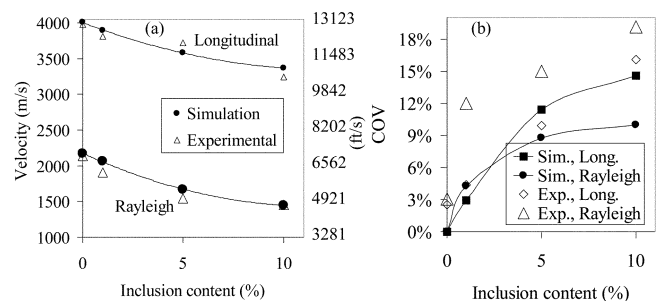 (a)
Velocity (m/s)
4000
3500
3000
2500
2000
1500
1000
Longitudinal
Simulation
Experimental
Rayleigh
13123
11483
9842
8202
6562
4921
3281
(ft/s)
0
5
10
Inclusion content (%)
(b)
COV
18%
15%
12%
9%
6%
3%
0%
Sim., Long.
Sim., Rayleigh
Exp., Long.
Exp., Rayleigh
0
5
10
Inclusion content (%)